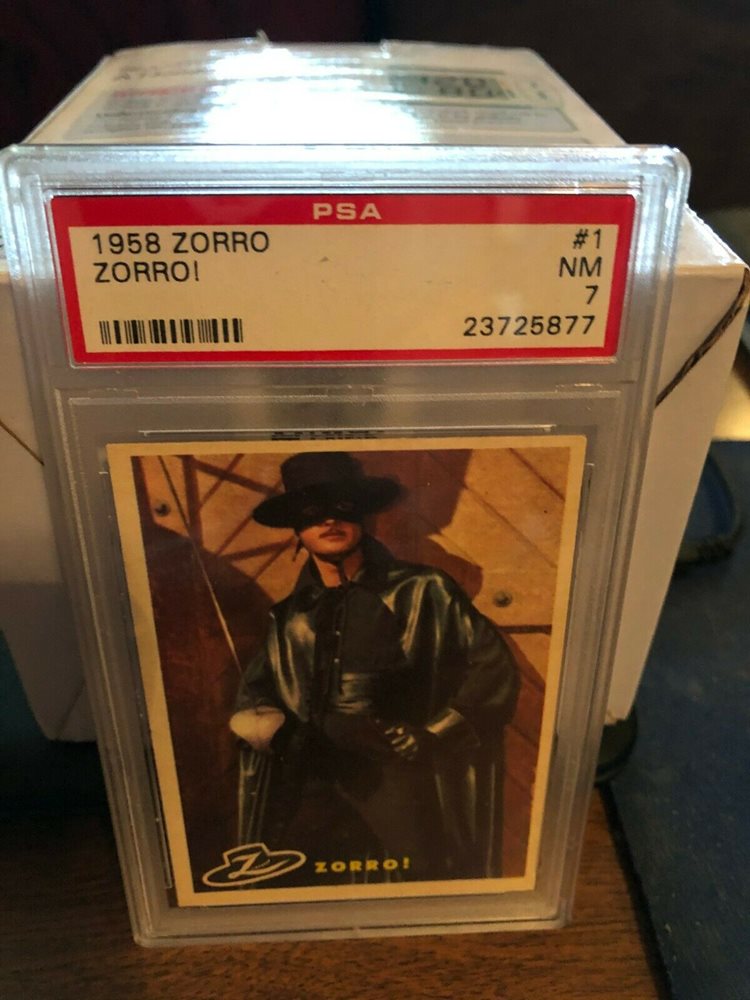 PSA
1958 ZORRO #1
ZORRO! NM
7
23725877
Z ZORRO!